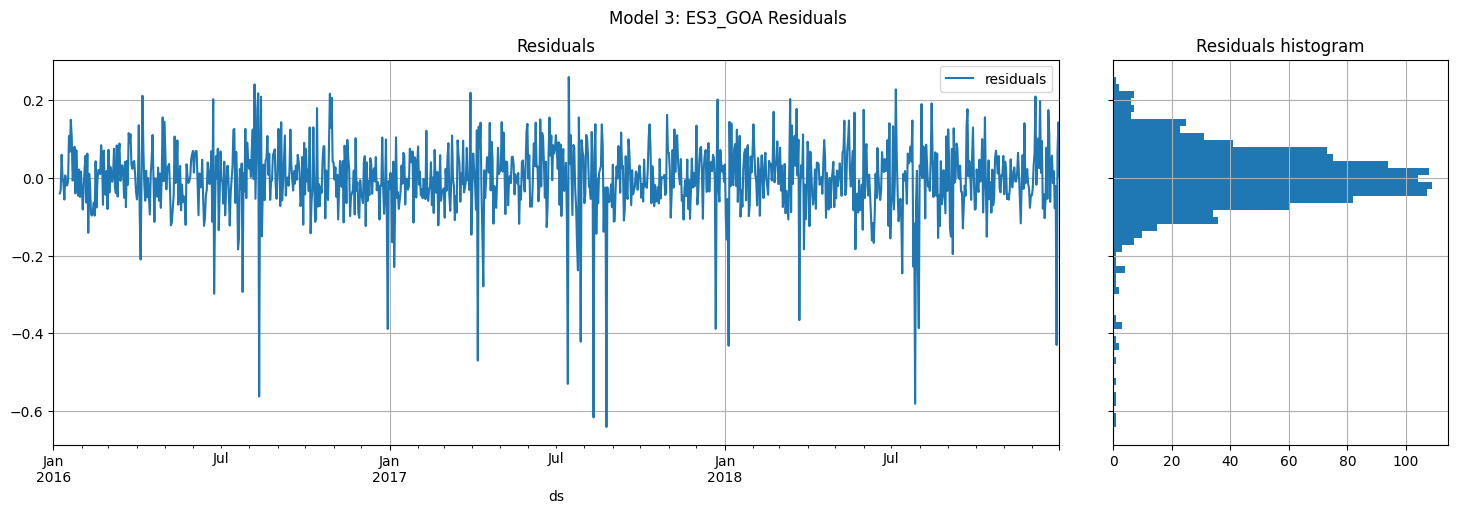 Model 3: ES3_GOA Residuals
Residuals
Residuals histogram
residuals
0.2
0.0
−0.2
−0.4
−0.6
Jan
2016
Jul
Jan
2017
Jul
Jan
2018
Jul
ds
0
20
40
60
80
100